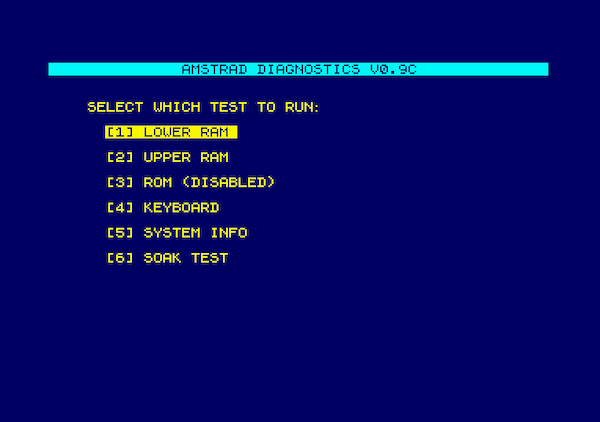 AMSTRAD DIAGNOSTICS V0.9C
SELECT WHICH TEST TO RUN:
[1] LOWER RAM
[2] UPPER RAM
[3] ROM (DISABLED)
[4] KEYBOARD
[5] SYSTEM INFO
[6] SOAK TEST